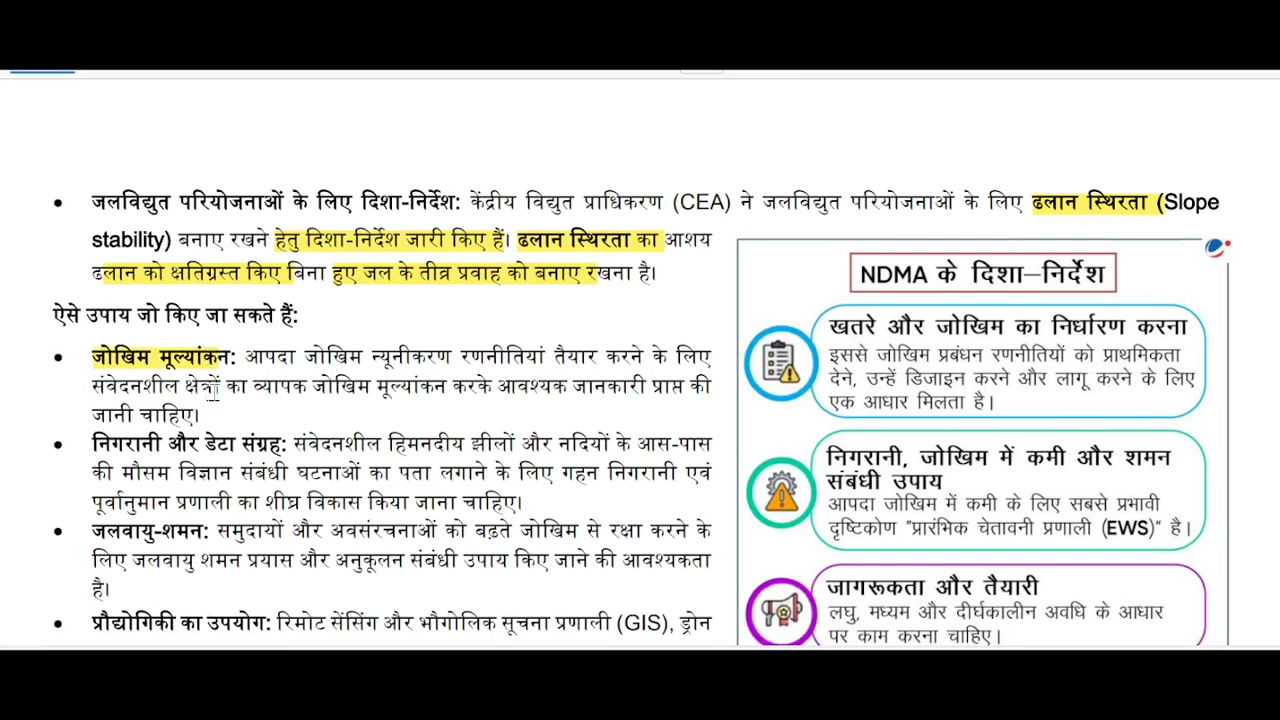 • जलविद्युत परियोजनाओं के लिए दिशा-निर्देश: केंद्रीय विद्युत प्राधिकरण (CEA) ने जलविद्युत परियोजनाओं के लिए ढलान स्थिरता (Slope
stability) बनाए रखने हेतु दिशा-निर्देश जारी किए हैं। ढलान स्थिरता का आशय
ढलान को क्षतिग्रस्त किए बिना हुए जल के तीव्र प्रवाह को बनाए रखना है।
ऐसे उपाय जो किए जा सकते हैं:
• जोखिम मूल्यांकन: आपदा जोखिम न्यूनीकरण रणनीतियां तैयार करने के लिए
संवेदनशील क्षेत्रों का व्यापक जोखिम मूल्यांकन करके आवश्यक जानकारी प्राप्त की
जानी चाहिए।
• निगरानी और डेटा संग्रह: संवेदनशील हिमनदीय झीलों और नदियों के आस-पास
की मौसम विज्ञान संबंधी घटनाओं का पता लगाने के लिए गहन निगरानी एवं
पूर्वानुमान प्रणाली का शीघ्र विकास किया जाना चाहिए।
• जलवायु-शमन: समुदायों और अवसंरचनाओं को बढ़ते जोखिम से रक्षा करने के
लिए जलवायु शमन प्रयास और अनुकूलन संबंधी उपाय किए जाने की आवश्यकता
है।
• प्रौद्योगिकी का उपयोग: रिमोट सेंसिंग और भौगोलिक सूचना प्रणाली (GIS), ड्रोन
NDMA के दिशा-निर्देश
खतरे और जोखिम का निर्धारण करना
इससे जोखिम प्रबंधन रणनीतियों को प्राथमिकता
देने, उन्हें डिजाइन करने और लागू करने के लिए
एक आधार मिलता है।
निगरानी, जोखिम में कमी और शमन
संबंधी उपाय
आपदा जोखिम में कमी के लिए सबसे प्रभावी
दृष्टिकोण "प्रारंभिक चेतावनी प्रणाली (EWS)" है।
जागरूकता और तैयारी
लघु, मध्यम और दीर्घकालीन अवधि के आधार
पर काम करना चाहिए।